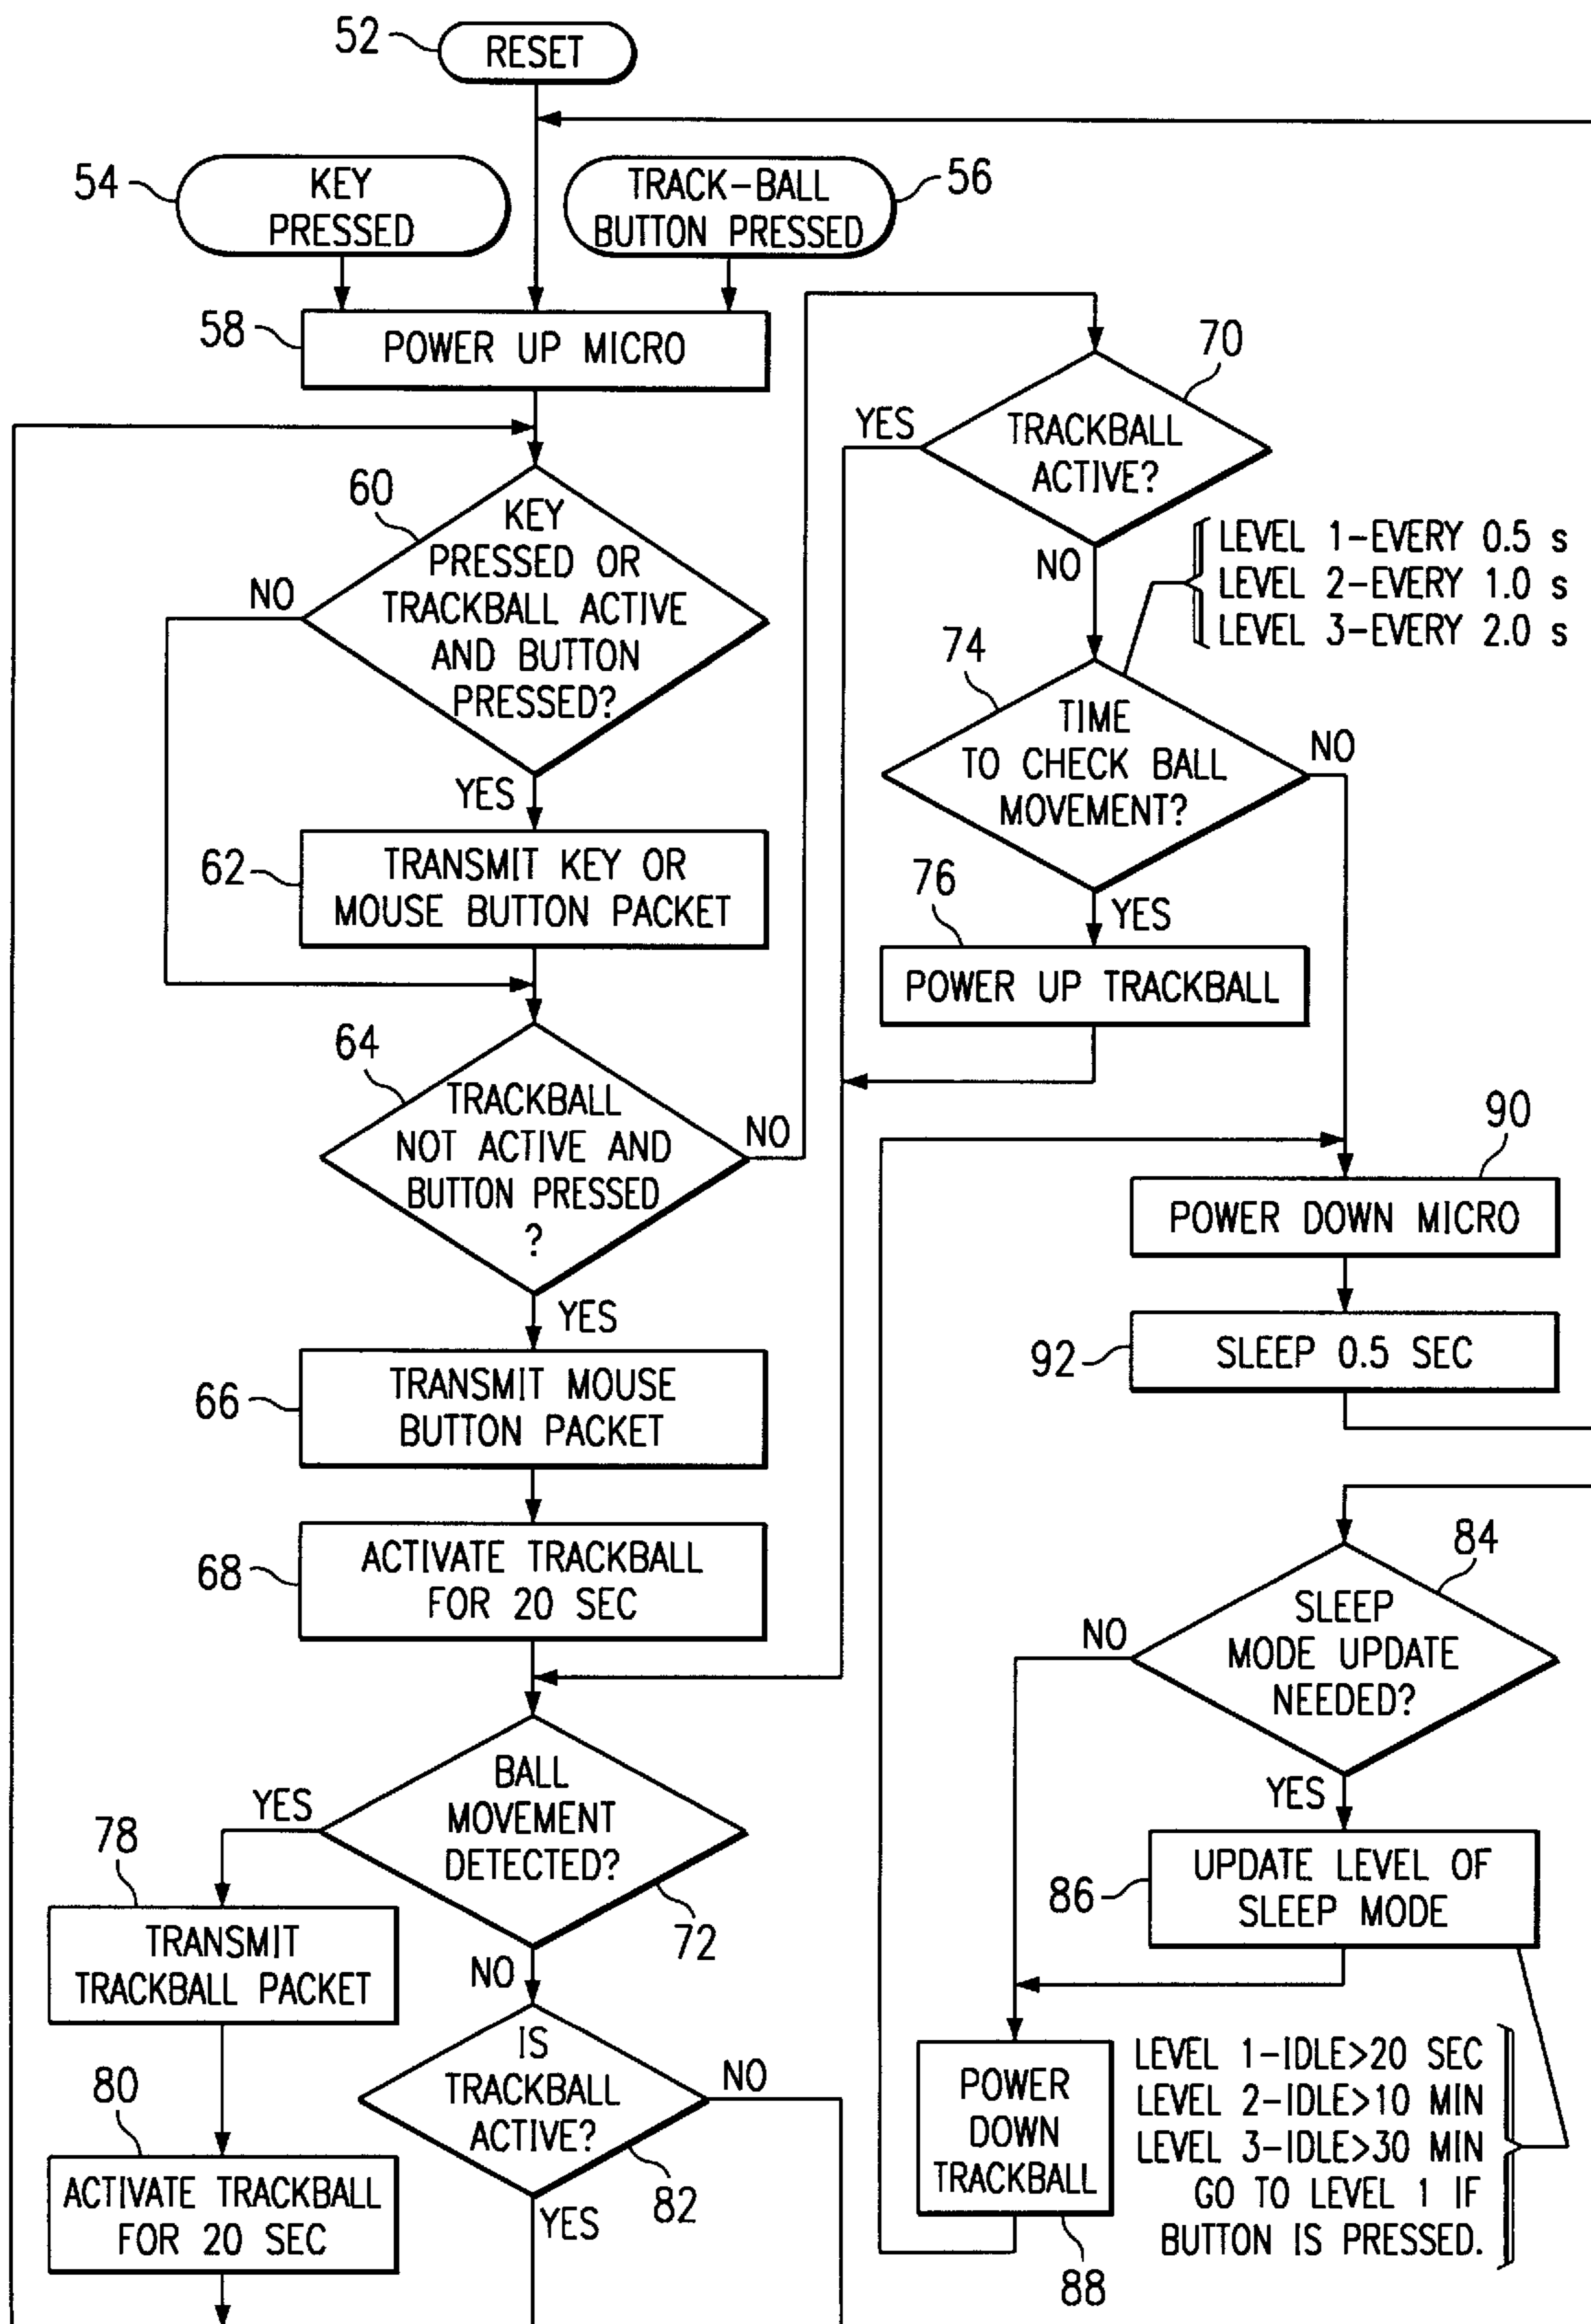 52
RESET
54
KEY
PRESSED
TRACK-BALL
BUTTON PRESSED
56
58
POWER UP MICRO
60
KEY
PRESSED OR
TRACKBALL ACTIVE
AND BUTTON
PRESSED?
NO
YES
62
TRANSMIT KEY OR
MOUSE BUTTON PACKET
64
TRACKBALL
NOT ACTIVE AND
BUTTON PRESSED
?
NO
YES
66
TRANSMIT MOUSE
BUTTON PACKET
68
ACTIVATE TRACKBALL
FOR 20 SEC
BALL
MOVEMENT
DETECTED?
72
YES
NO
78
TRANSMIT
TRACKBALL PACKET
80
ACTIVATE TRACKBALL
FOR 20 SEC
IS
TRACKBALL
ACTIVE?
82
NO
YES
70
TRACKBALL
ACTIVE?
YES
NO
LEVEL 1-EVERY 0.5 s
LEVEL 2-EVERY 1.0 s
LEVEL 3-EVERY 2.0 s
74
TIME
TO CHECK BALL
MOVEMENT?
NO
YES
76
POWER UP TRACKBALL
90
POWER DOWN MICRO
92
SLEEP 0.5 SEC
84
SLEEP
MODE UPDATE
NEEDED?
NO
YES
86
UPDATE LEVEL OF
SLEEP MODE
POWER
DOWN
TRACKBALL
88
LEVEL 1-IDLE>20 SEC
LEVEL 2-IDLE>10 MIN
LEVEL 3-IDLE>30 MIN
GO TO LEVEL 1 IF
BUTTON IS PRESSED.